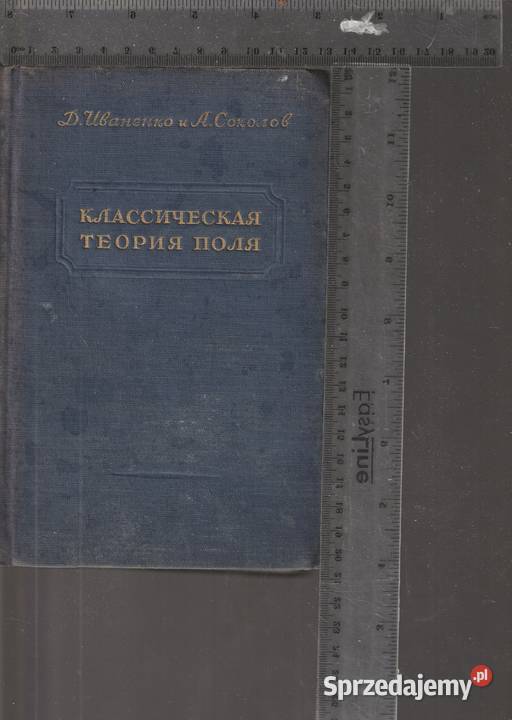 Д. Иваненко и А. Соколов
КЛАССИЧЕСКАЯ
ТЕОРИЯ ПОЛЯ
EasyLine
Sprzedajemy.pl